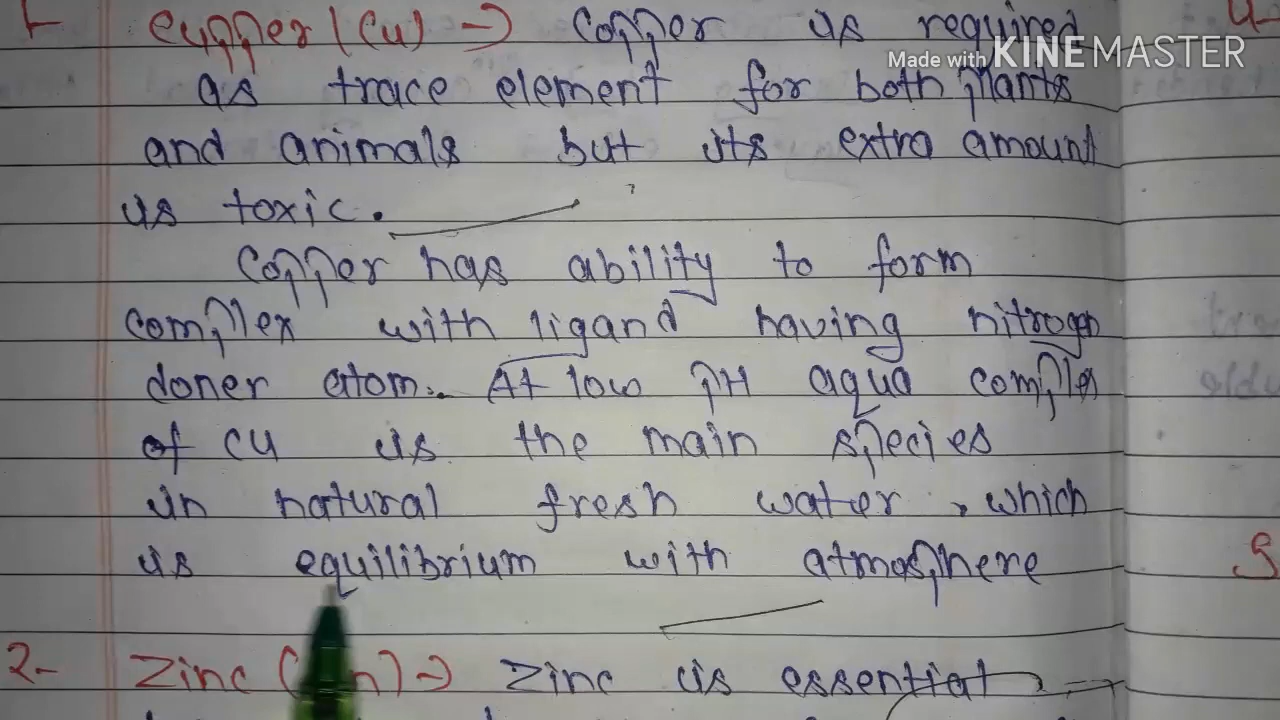 1- Cupper (Cu) → Copper is required
Made with KINEMASTER
as trace element for both plants
and animals but its extra amount
is toxic.
Copper has ability to form
complex with ligand having nitrogen
doner atom. At low pH aqua complex
of Cu is the main species
in natural fresh water, which
is equilibrium with atmosphere
2- Zinc (Zn) → Zinc is essential